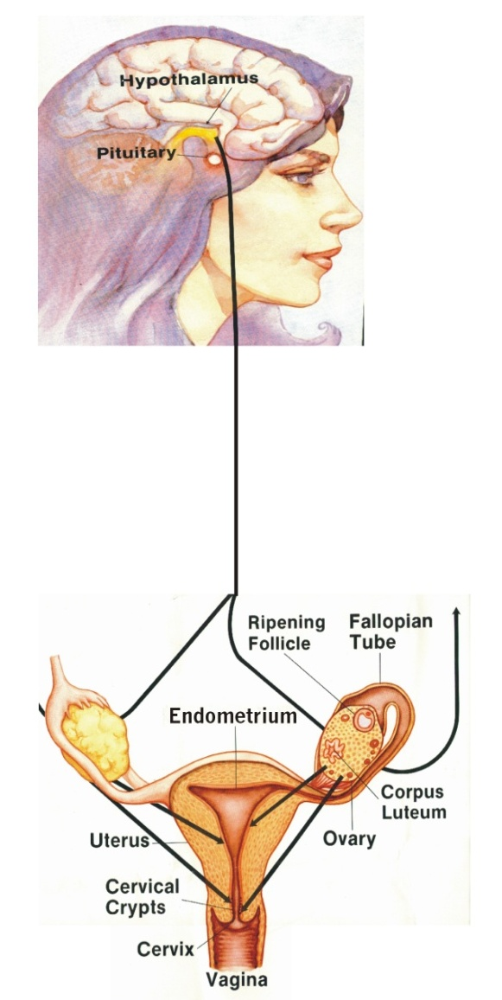 Hypothalamus
Pituitary
Ripening
Follicle
Fallopian
Tube
Endometrium
Corpus
Luteum
Ovary
Uterus
Cervical
Crypts
Cervix
Vagina